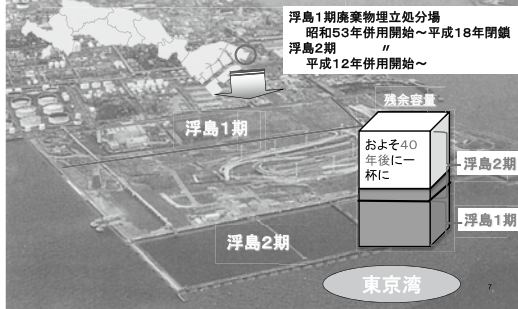 浮島1期廃棄物埋立処分場
昭和53年併用開始～平成18年閉鎖
浮島2期　　　〃
平成12年併用開始～
残余容量
浮島1期
およそ40
年後に一
杯に
浮島2期
浮島1期
浮島2期
東京湾
7